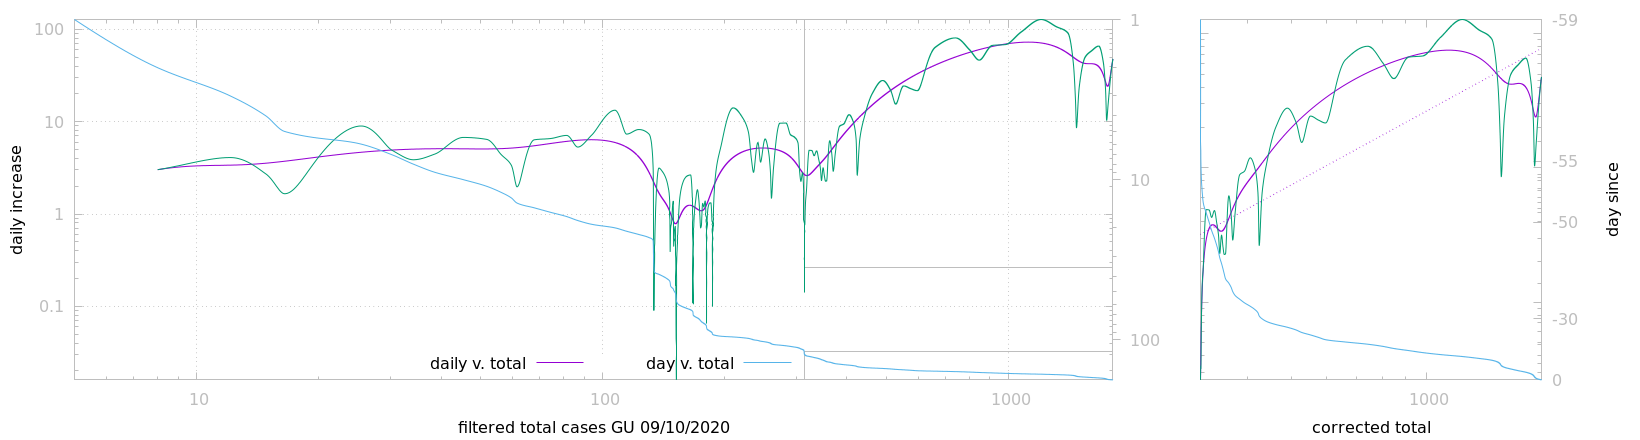 daily increase
100
10
1
0.1
daily v. total
day v. total
10
100
1000
filtered total cases GU 09/10/2020
1
10
100
1000
corrected total
-59
-55
-50
-30
0
day since